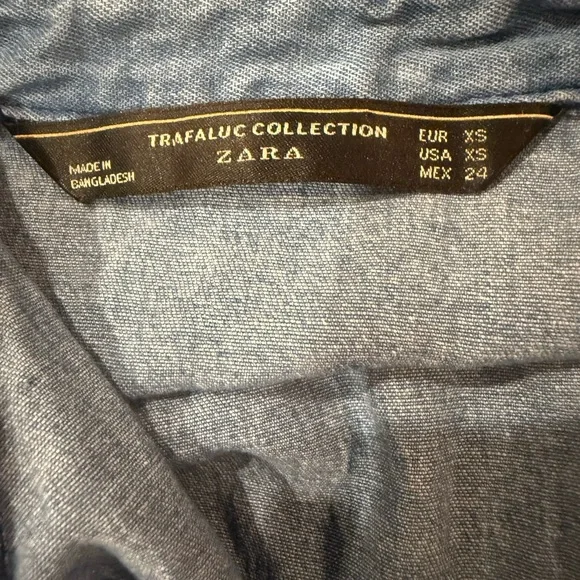 TRAFALUC COLLECTION
ZARA
MADE IN
BANGLADESH
EUR XS
USA XS
MEX 24